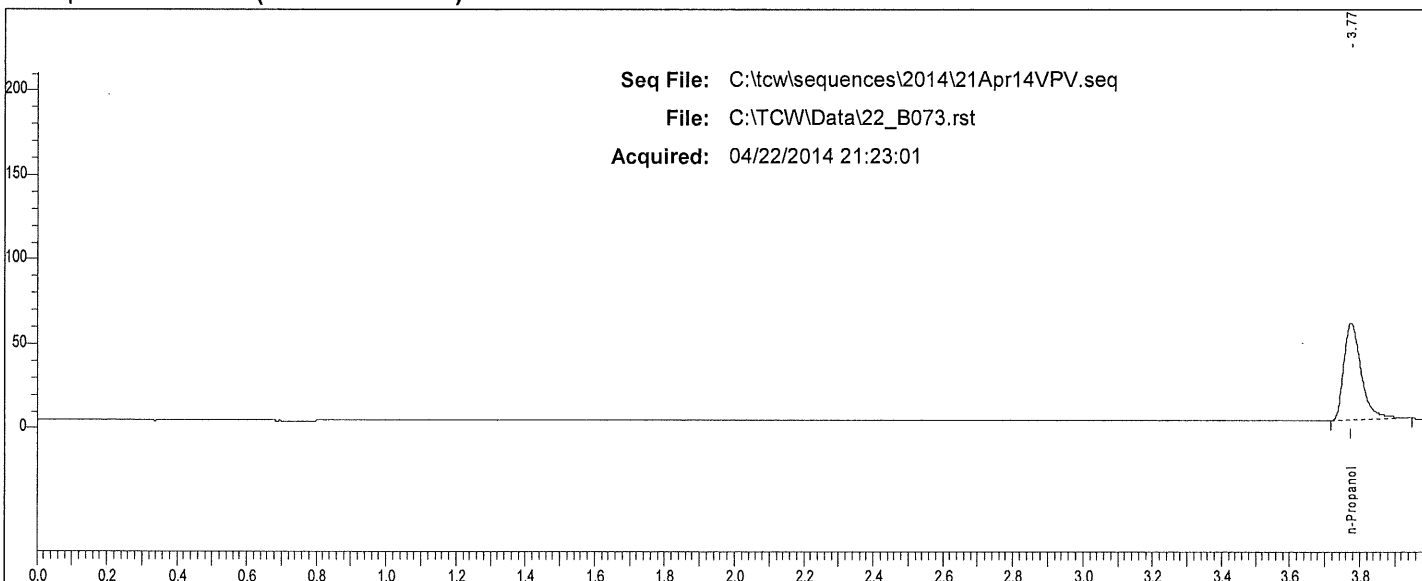 - 3.77
Seq File: C:\tcw\sequences\2014\21Apr14VPV.seq
File: C:\TCW\Data\22_B073.rst
Acquired: 04/22/2014 21:23:01
200
150
100
50
0
n-Propanol
0.0 0.2 0.4 0.6 0.8 1.0 1.2 1.4 1.6 1.8 2.0 2.2 2.4 2.6 2.8 3.0 3.2 3.4 3.6 3.8